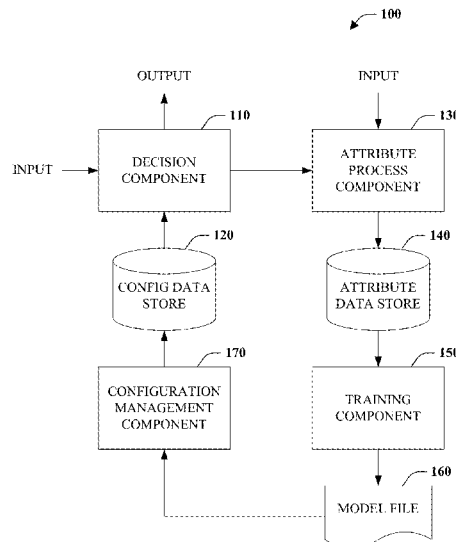 100
OUTPUT
INPUT
110
130
INPUT
DECISION
COMPONENT
ATTRIBUTE
PROCESS
COMPONENT
120
140
CONFIG DATA
STORE
ATTRIBUTE
DATA STORE
170
150
CONFIGURATION
MANAGEMENT
COMPONENT
TRAINING
COMPONENT
160
MODEL FILE